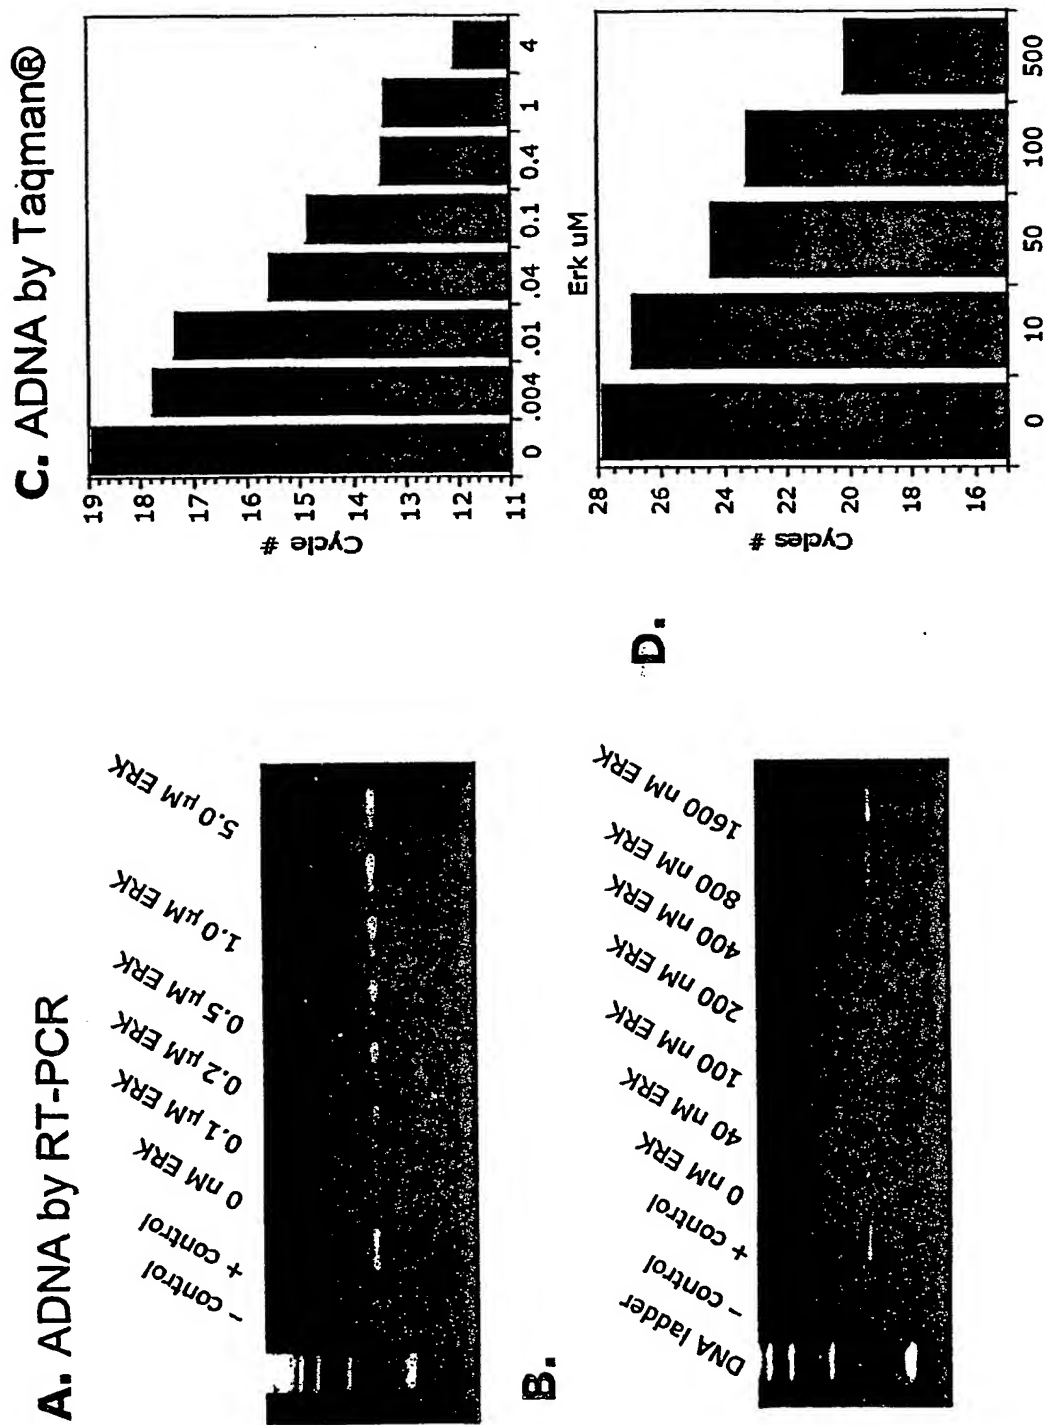 A. ADNA by RT-PCR
– control
+ control
0 nM ERK
0.1 µM ERK
0.2 µM ERK
0.5 µM ERK
1.0 µM ERK
5.0 µM ERK
B.
DNA ladder
– control
+ control
0 nM ERK
40 nM ERK
100 nM ERK
200 nM ERK
400 nM ERK
800 nM ERK
1600 nM ERK
C. ADNA by Taqman®
Cycle #
19
18
17
16
15
14
13
12
11
0 .004 .01 .04 0.1 0.4 1 4
Erk uM
D.
Cycles #
28
26
24
22
20
18
16
0 10 50 100 500